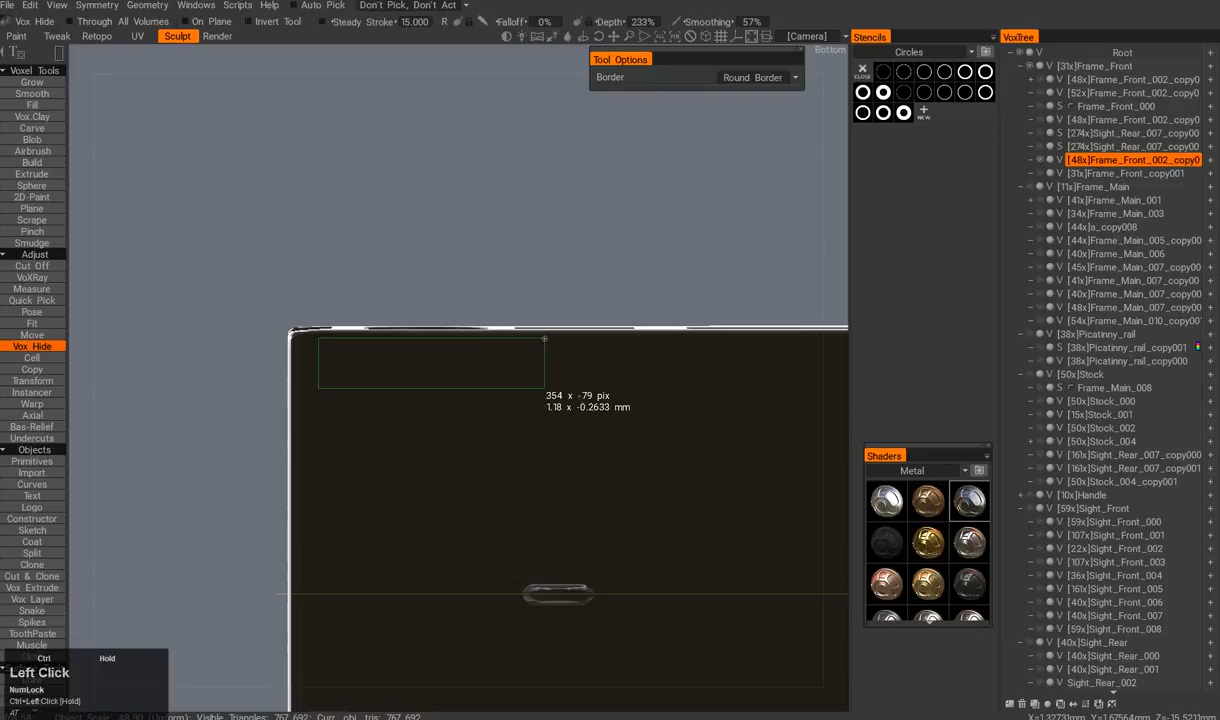 File Edit View Symmetry Geometry Windows Scripts Help Auto Pick Don't Pick, Don't Act
Vox Hide Through All Volumes On Plane Invert Tool Steady Stroke 15.000 R Falloff 0% Depth 233% Smoothing 57%
Paint Tweak Retopo UV Sculpt Render [Camera]
Bottom
Voxel Tools
Grow
Smooth
Fill
Vox.Clay
Carve
Blob
Airbrush
Build
Extrude
Sphere
2D-Paint
Plane
Scrape
Pinch
Smudge
Adjust
Cut Off
VoXRay
Measure
Quick Pick
Pose
Fit
Move
Vox Hide
Cell
Copy
Transform
Instancer
Warp
Axial
Bas-Relief
Undercuts
Objects
Primitives
Import
Curves
Text
Logo
Constructor
Sketch
Coat
Split
Clone
Cut & Clone
Vox Extrude
Vox Layer
Snake
Spikes
ToothPaste
Muscle
Ctrl Hold
Left Click
NumLock
Ctrl+Left Click [Hold]
Tool Options
Border Round Border
354 x -79 pix
1.18 x -0.2633 mm
Stencils
Circles
CLOSE
NEW
Shaders
Metal
VoxTree
Root
[31x]Frame_Front
[48x]Frame_Front_002_copy0
[52x]Frame_Front_002_copy0
Frame_Front_000
[48x]Frame_Front_002_copy0
[274x]Sight_Rear_007_copy00
[274x]Sight_Rear_007_copy00
[48x]Frame_Front_002_copy0
[31x]Frame_Front_copy001
[11x]Frame_Main
[41x]Frame_Main_001
[34x]Frame_Main_003
[44x]a_copy008
[44x]Frame_Main_005_copy00
[40x]Frame_Main_006
[45x]Frame_Main_007_copy00
[41x]Frame_Main_007_copy00
[40x]Frame_Main_007_copy00
[48x]Frame_Main_007_copy00
[54x]Frame_Main_010_copy00
[38x]Picatinny_rail
[38x]Picatinny_rail_copy001
[38x]Picatinny_rail_copy000
[50x]Stock
Frame_Main_008
[50x]Stock_000
[15x]Stock_001
[50x]Stock_002
[50x]Stock_004
[161x]Sight_Rear_007_copy000
[161x]Sight_Rear_007_copy001
[50x]Stock_004_copy001
[10x]Handle
[59x]Sight_Front
[59x]Sight_Front_000
[107x]Sight_Front_001
[22x]Sight_Front_002
[107x]Sight_Front_003
[36x]Sight_Front_004
[161x]Sight_Front_005
[40x]Sight_Front_006
[40x]Sight_Front_007
[59x]Sight_Front_008
[40x]Sight_Rear
[40x]Sight_Rear_000
[40x]Sight_Rear_001
Sight_Rear_002